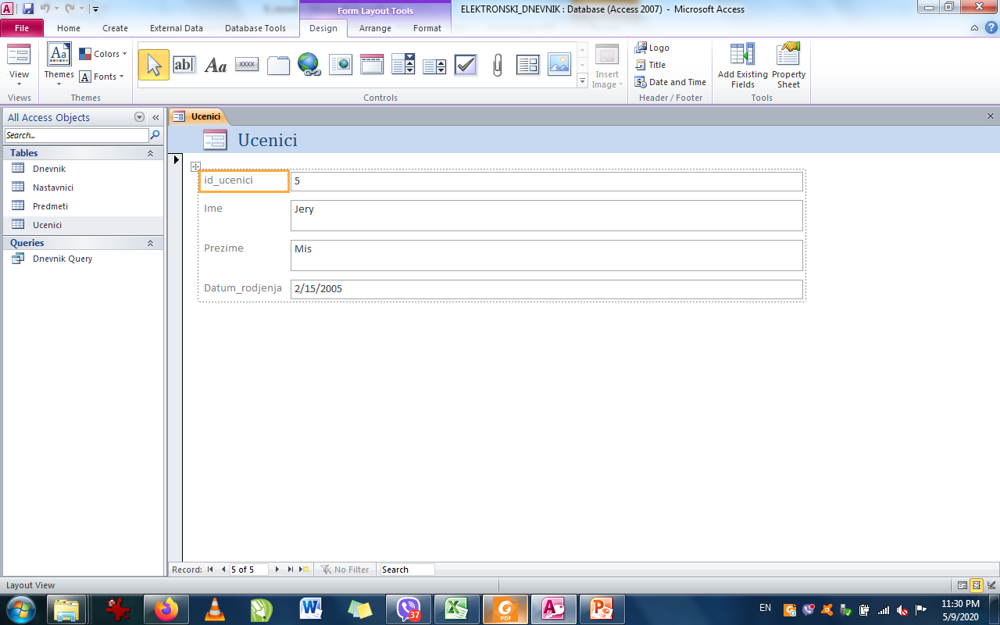 Form Layout Tools
ELEKTRONSKI_DNEVNIK : Database (Access 2007) - Microsoft Access
File Home Create External Data Database Tools Design Arrange Format
View
Views
Themes
Colors
Fonts
Themes
ab|
Aa
XXXX
Controls
Insert Image
Logo
Title
Date and Time
Header / Footer
Add Existing Fields
Property Sheet
Tools
All Access Objects
Search...
Tables
Dnevnik
Nastavnici
Predmeti
Ucenici
Queries
Dnevnik Query
Ucenici
Ucenici
id_ucenici 5
Ime Jery
Prezime Mis
Datum_rodjenja 2/15/2005
Record: 5 of 5 No Filter Search
Layout View
37
PDF
EN
11:30 PM
5/9/2020